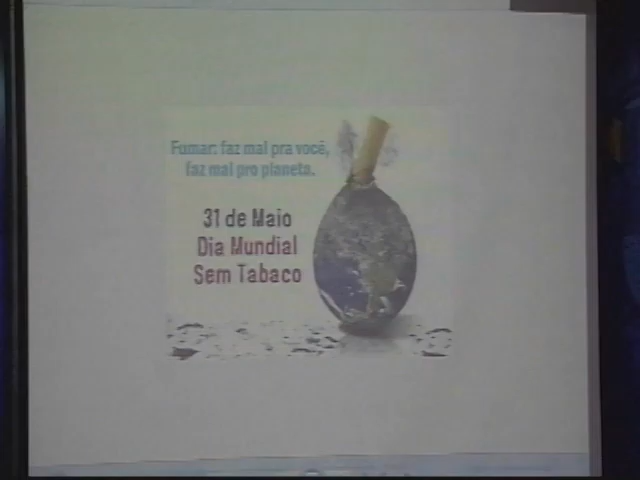 Fumar: faz mal pra você,
faz mal pro planeta.
31 de Maio
Dia Mundial
Sem Tabaco